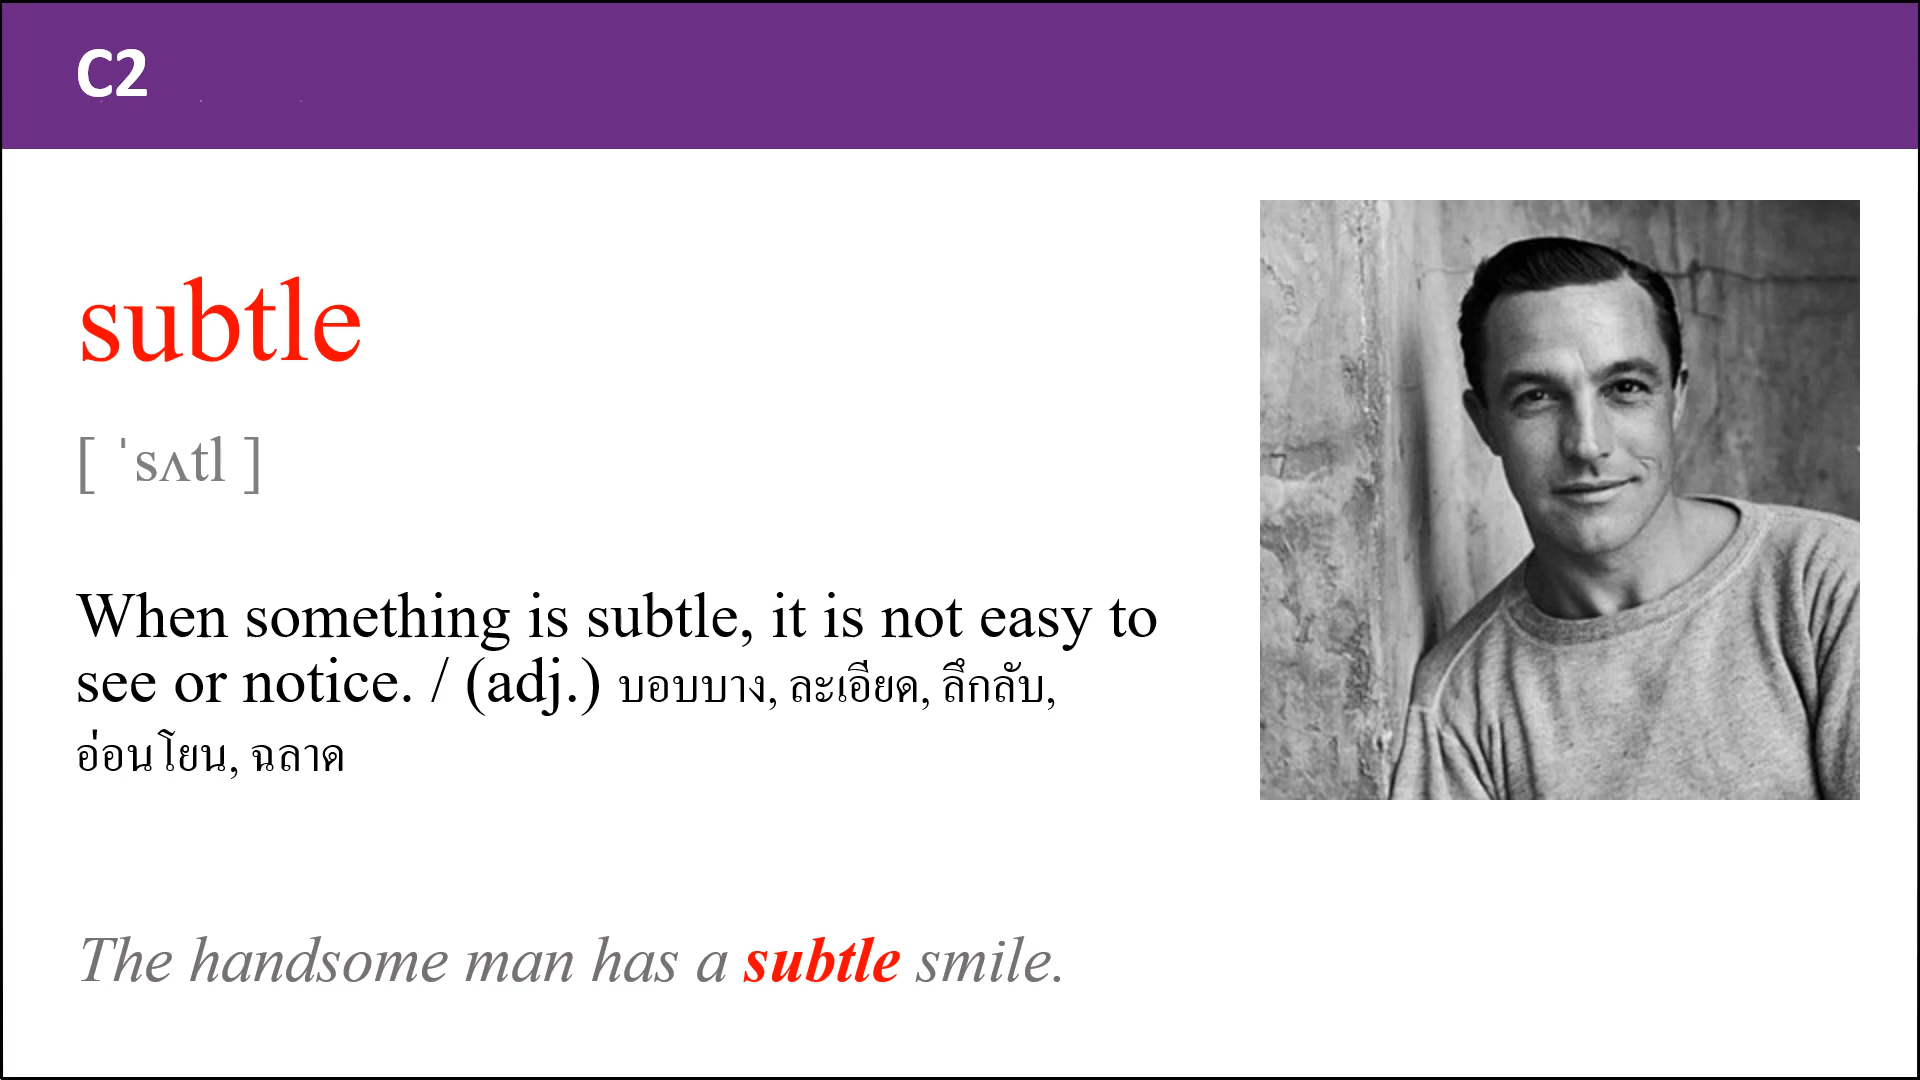 C2
subtle
[ ˈsʌtl ]
When something is subtle, it is not easy to
see or notice. / (adj.) บอบบาง, ละเอียด, ลึกลับ,
อ่อนโยน, ฉลาด
The handsome man has a subtle smile.